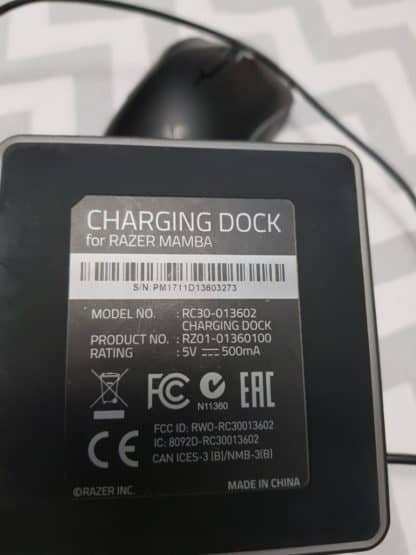 CHARGING DOCK
for RAZER MAMBA
S/N: PM1711D13603273
MODEL NO. : RC30-013602
CHARGING DOCK
PRODUCT NO. : RZ01-01360100
RATING : 5V ⎓ 500mA
FC N11360 EAC
FCC ID: RWO-RC30013602
IC: 8092D-RC30013602
CE CAN ICES-3 (B)/NMB-3(B)
©RAZER INC. MADE IN CHINA